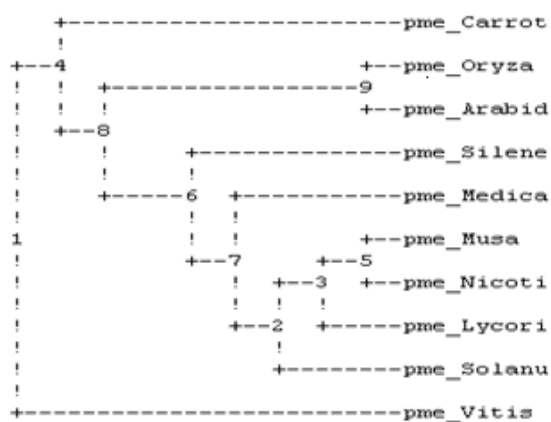 pme_Carrot
4
pme_Oryza
9
pme_Arabid
8
pme_Silene
6
pme_Medica
1
pme_Musa
7
5
3
pme_Nicoti
2
pme_Lycori
pme_Solanu
pme_Vitis